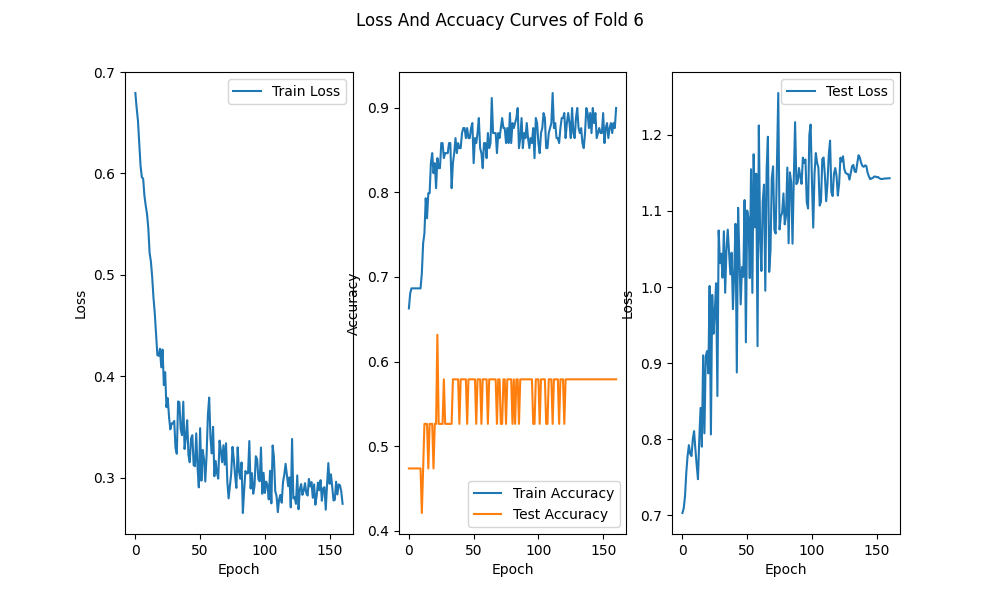 Loss And Accuacy Curves of Fold 6
Train Loss
Loss
0.7
0.6
0.5
0.4
0.3
0 50 100 150
Epoch
Accuracy
0.9
0.8
0.7
0.6
0.5
0.4
Train Accuracy
Test Accuracy
0 50 100 150
Epoch
Test Loss
Loss
1.2
1.1
1.0
0.9
0.8
0.7
0 50 100 150
Epoch